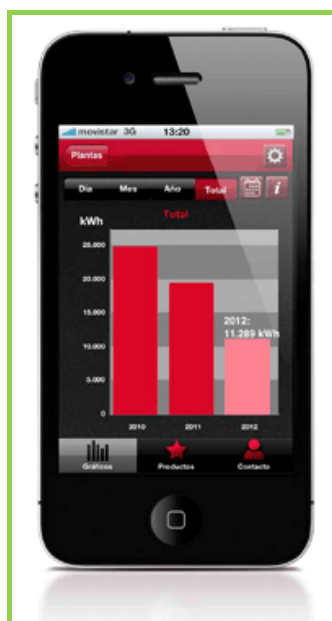 movistar 3G 13:20
Plantas
Día Mes Año Total i
kWh Total
25.000
20.000
15.000
2012:
11.289 kWh
10.000
5.000
0
2010 2011 2012
Gráficos Productos Contacto